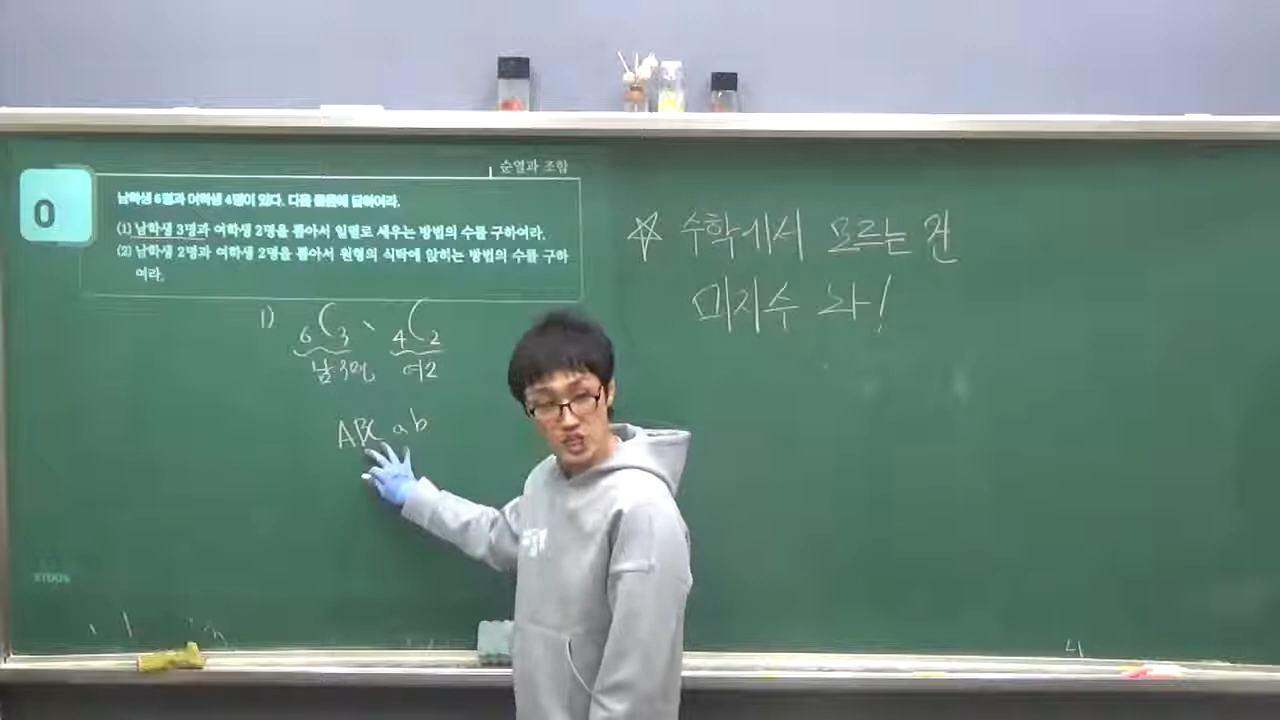 순열과 조합
0
남학생 6명과 여학생 4명이 있다. 다음 물음에 답하여라.
(1) 남학생 3명과 여학생 2명을 뽑아서 일렬로 세우는 방법의 수를 구하여라.
(2) 남학생 2명과 여학생 2명을 뽑아서 원형의 식탁에 앉히는 방법의 수를 구하
여라.
1) 6C3 、 4C2
남 3명 여2
ABC ab
☆ 수학에서 모르는 건
미지수 라!